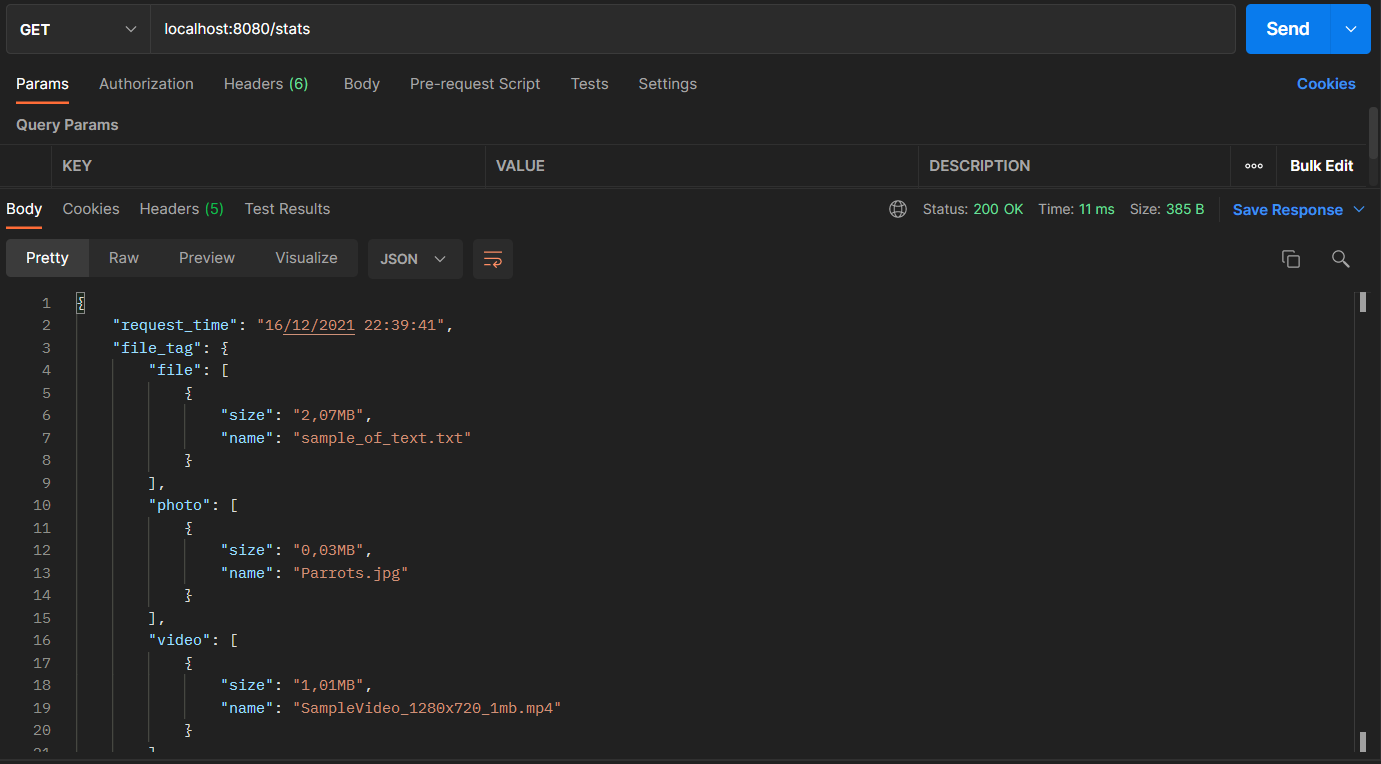 GET localhost:8080/stats Send
Params Authorization Headers (6) Body Pre-request Script Tests Settings Cookies
Query Params
KEY VALUE DESCRIPTION ooo Bulk Edit
Body Cookies Headers (5) Test Results Status: 200 OK Time: 11 ms Size: 385 B Save Response
Pretty Raw Preview Visualize JSON
1 {
2 "request_time": "16/12/2021 22:39:41",
3 "file_tag": {
4 "file": [
5 {
6 "size": "2,07MB",
7 "name": "sample_of_text.txt"
8 }
9 ],
10 "photo": [
11 {
12 "size": "0,03MB",
13 "name": "Parrots.jpg"
14 }
15 ],
16 "video": [
17 {
18 "size": "1,01MB",
19 "name": "SampleVideo_1280x720_1mb.mp4"
20 }
21 ]